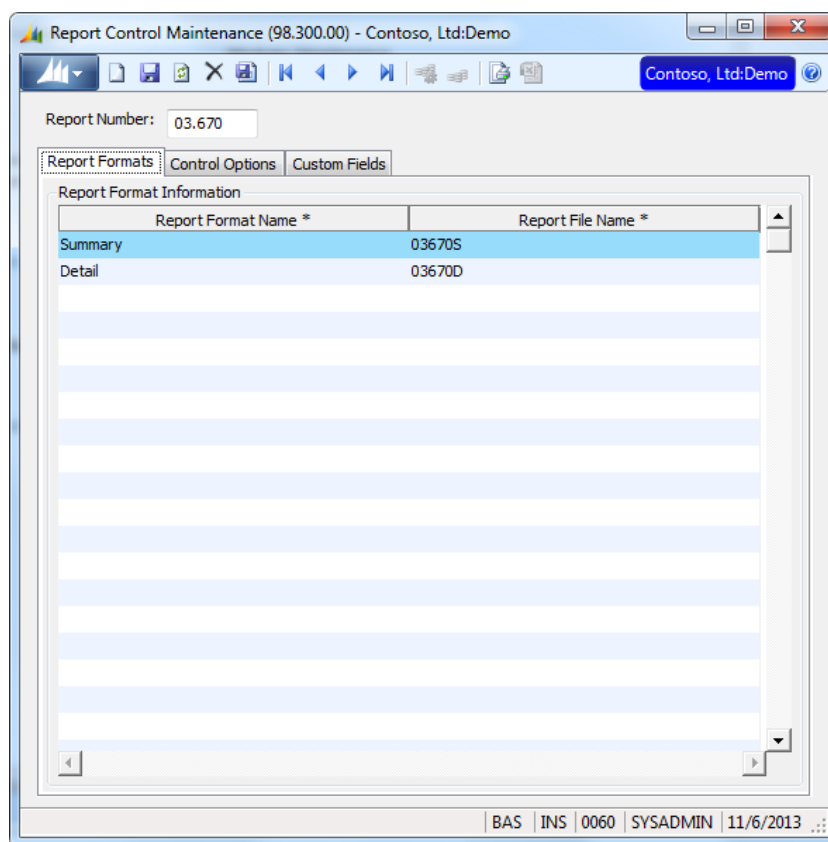 Report Control Maintenance (98.300.00) - Contoso, Ltd:Demo
Contoso, Ltd:Demo
Report Number: 03.670
Report Formats Control Options Custom Fields
Report Format Information
Report Format Name * Report File Name *
Summary 03670S
Detail 03670D
BAS INS 0060 SYSADMIN 11/6/2013